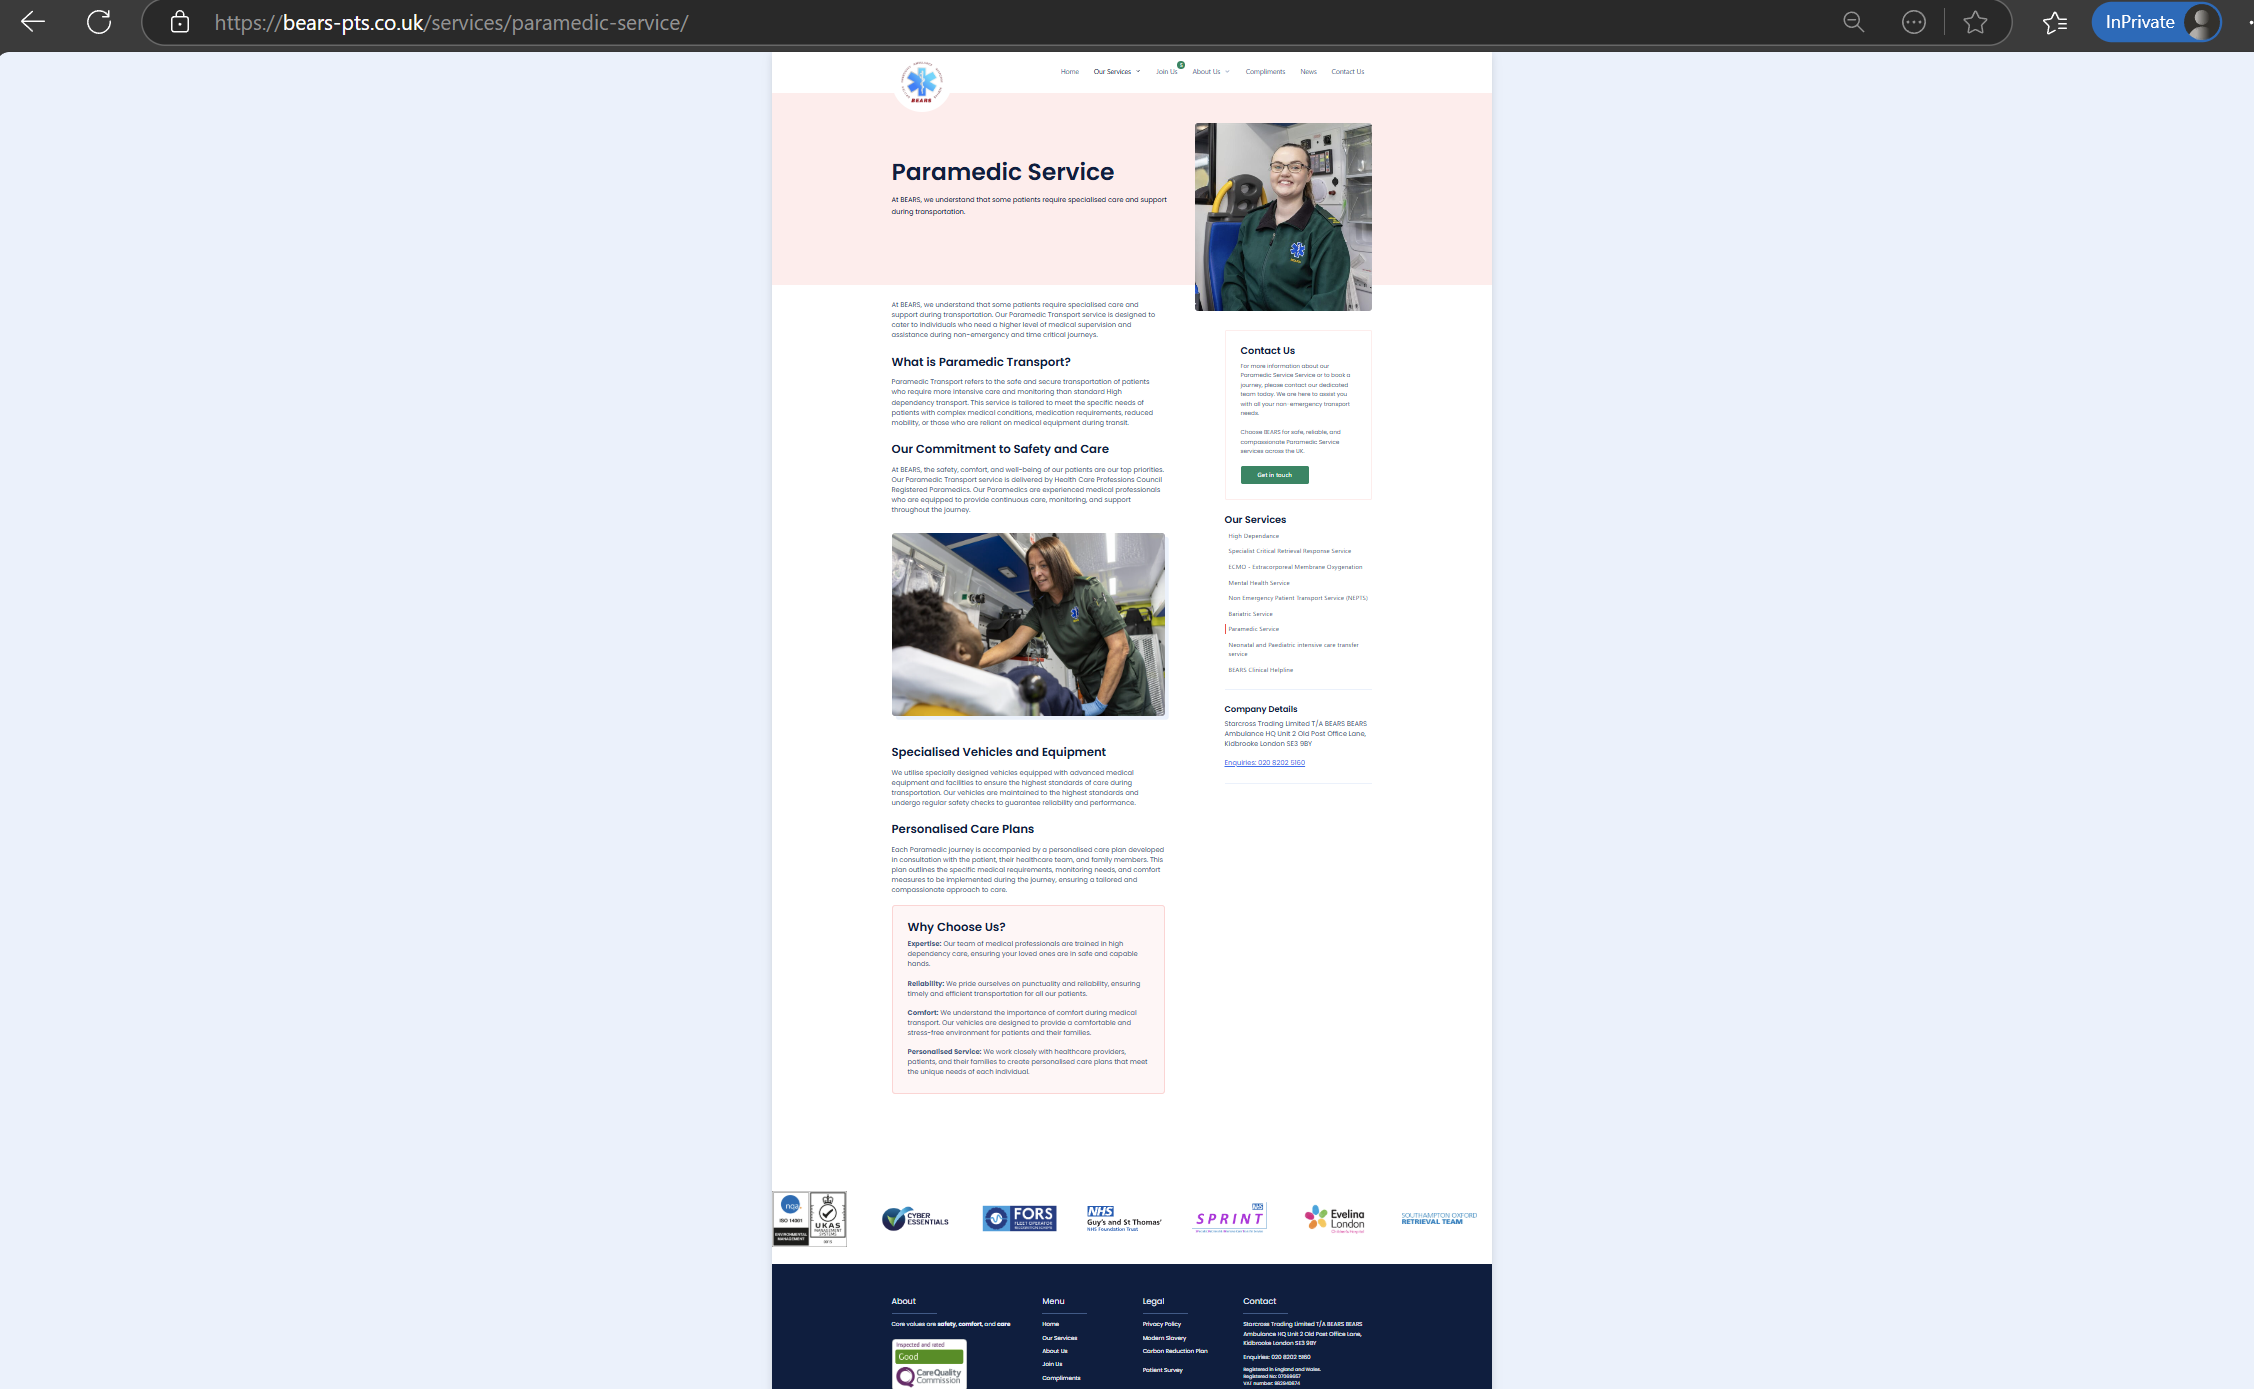 https://bears-pts.co.uk/services/paramedic-service/
InPrivate
BEARS
Home
Our Services
Join Us
5
About Us
Compliments
News
Contact Us
Paramedic Service
At BEARS, we understand that some patients require specialised care and support
during transportation.
At BEARS, we understand that some patients require specialised care and
support during transportation. Our Paramedic Transport service is designed to
cater to individuals who need a higher level of medical supervision and
assistance during non-emergency and time critical journeys.
What is Paramedic Transport?
Paramedic Transport refers to the safe and secure transportation of patients
who require more intensive care and monitoring than standard High
dependency transport. This service is tailored to meet the specific needs of
patients with complex medical conditions, medication requirements, reduced
mobility, or those who are reliant on medical equipment during transit.
Our Commitment to Safety and Care
At BEARS, the safety, comfort, and well-being of our patients are our top priorities.
Our Paramedic Transport service is delivered by Health Care Professions Council
Registered Paramedics. Our Paramedics are experienced medical professionals
who are equipped to provide continuous care, monitoring, and support
throughout the journey.
Specialised Vehicles and Equipment
We utilise specially designed vehicles equipped with advanced medical
equipment and facilities to ensure the highest standards of care during
transportation. Our vehicles are maintained to the highest standards and
undergo regular safety checks to guarantee reliability and performance.
Personalised Care Plans
Each Paramedic journey is accompanied by a personalised care plan developed
in consultation with the patient, their healthcare team, and family members. This
plan outlines the specific medical requirements, monitoring needs, and comfort
measures to be implemented during the journey, ensuring a tailored and
compassionate approach to care.
Why Choose Us?
Expertise: Our team of medical professionals are trained in high
dependency care, ensuring your loved ones are in safe and capable
hands.
Reliability: We pride ourselves on punctuality and reliability, ensuring
timely and efficient transportation for all our patients.
Comfort: We understand the importance of comfort during medical
transport. Our vehicles are designed to provide a comfortable and
stress-free environment for patients and their families.
Personalised Service: We work closely with healthcare providers,
patients, and their families to create personalised care plans that meet
the unique needs of each individual.
Contact Us
For more information about our
Paramedic Service Service or to book a
journey, please contact our dedicated
team today. We are here to assist you
with all your non-emergency transport
needs.
Choose BEARS for safe, reliable, and
compassionate Paramedic Service
services across the UK.
Get in touch
Our Services
High Dependance
Specialist Critical Retrieval Response Service
ECMO - Extracorporeal Membrane Oxygenation
Mental Health Service
Non Emergency Patient Transport Service (NEPTS)
Bariatric Service
Paramedic Service
Neonatal and Paediatric intensive care transfer
service
BEARS Clinical Helpline
Company Details
Starcross Trading Limited T/A BEARS BEARS
Ambulance HQ Unit 2 Old Post Office Lane,
Kidbrooke London SE3 9BY
Enquiries: 020 8202 5160
noa
ISO 14001
ENVIRONMENTAL
MANAGEMENT
UKAS
MANAGEMENT
SYSTEMS
CYBER
ESSENTIALS
FORS
FLEET OPERATOR
RECOGNITION SCHEME
NHS
Guy's and St Thomas'
NHS Foundation Trust
NHS
SPRINT
Evelina
London
Children's Hospital
SOUTHAMPTON OXFORD
RETRIEVAL TEAM
About
Core values are safety, comfort, and care
Inspected and rated
Good
CareQuality
Commission
Menu
Home
Our Services
About Us
Join Us
Compliments
Legal
Privacy Policy
Modern Slavery
Carbon Reduction Plan
Patient Survey
Contact
Starcross Trading Limited T/A BEARS BEARS
Ambulance HQ Unit 2 Old Post Office Lane,
Kidbrooke London SE3 9BY
Enquiries: 020 8202 5160
Registered in England and Wales.
Registered No: 07069657
VAT number: 993940874